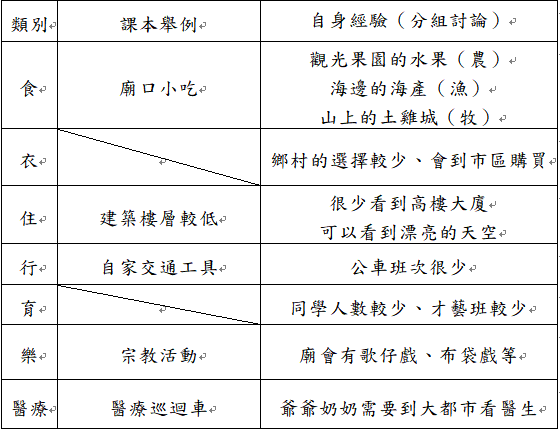 類別 課本舉例 自身經驗（分組討論）
食 廟口小吃 觀光果園的水果（農）
海邊的海產（漁）
山上的土雞城（牧）
衣 鄉村的選擇較少、會到市區購買
住 建築樓層較低 很少看到高樓大廈
可以看到漂亮的天空
行 自家交通工具 公車班次很少
育 同學人數較少、才藝班較少
樂 宗教活動 廟會有歌仔戲、布袋戲等
醫療 醫療巡迴車 爺爺奶奶需要到大都市看醫生